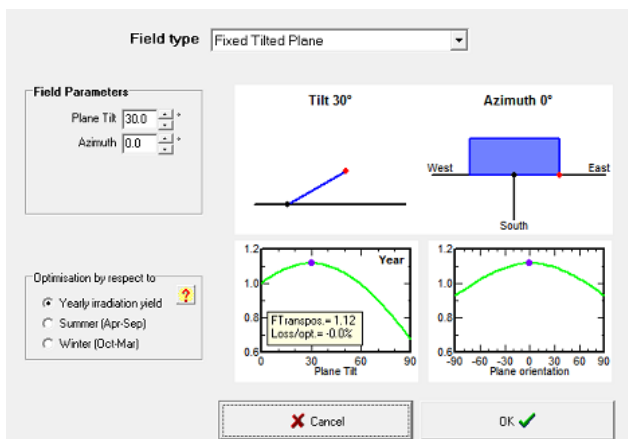 Field type Fixed Tilted Plane
Field Parameters
Plane Tilt 30.0 °
Azimuth 0.0 °
Tilt 30°
Azimuth 0°
West
East
South
Optimisation by respect to
Yearly irradiation yield
?
Summer (Apr-Sep)
Winter (Oct-Mar)
1.2
1.0
0.8
0.6
Year
FTranspos.= 1.12
Loss/opt.= -0.0%
0 30 60 90
Plane Tilt
1.2
1.0
0.8
0.6
-90 -60 -30 0 30 60 90
Plane orientation
Cancel
OK